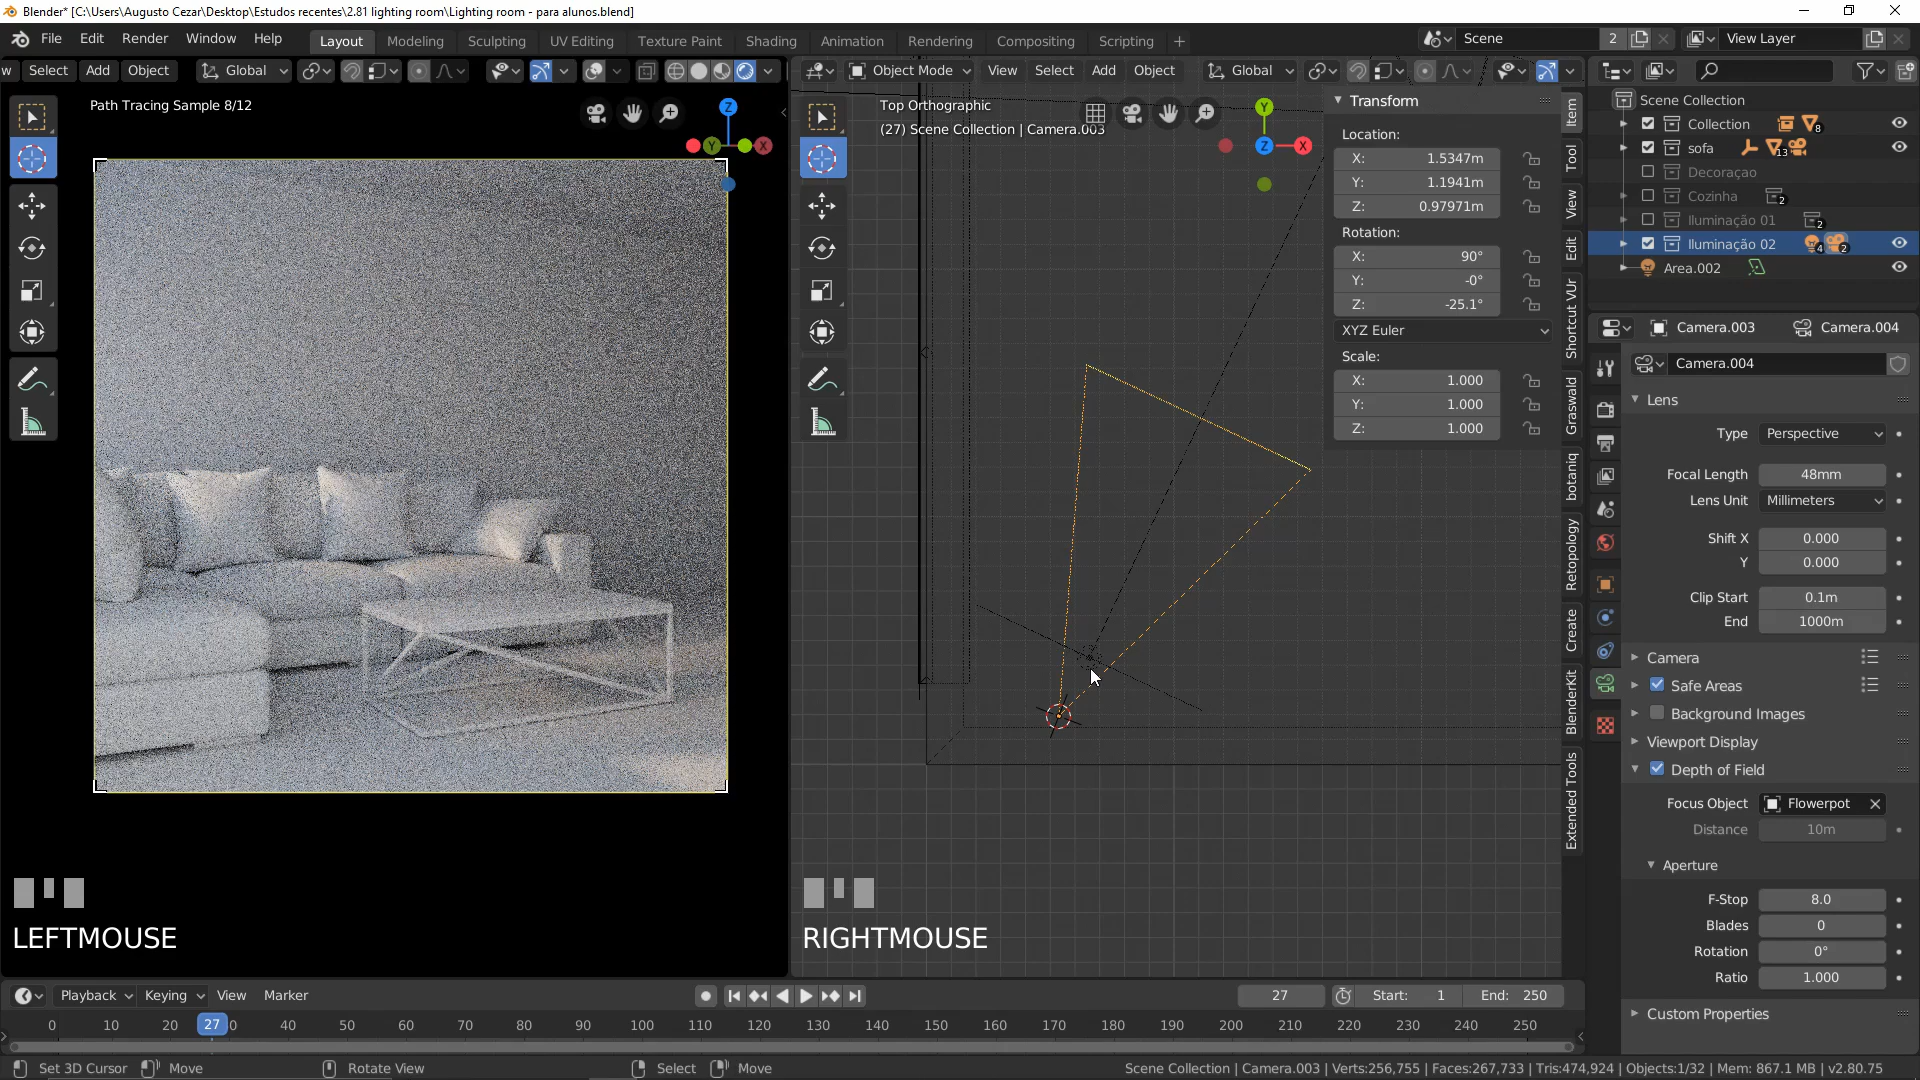 Blender* [C:\Users\Augusto Cezar\Desktop\Estudos recentes\2.81 lighting room\Lighting room - para alunos.blend]
File Edit Render Window Help
Layout Modeling Sculpting UV Editing Texture Paint Shading Animation Rendering Compositing Scripting +
Scene 2 View Layer
w Select Add Object Global
Object Mode View Select Add Object Global
Path Tracing Sample 8/12
Z
Y X
Top Orthographic
(27) Scene Collection | Camera.003
Y
Z X
Transform
Location:
X: 1.5347m
Y: 1.1941m
Z: 0.97971m
Rotation:
X: 90°
Y: -0°
Z: -25.1°
XYZ Euler
Scale:
X: 1.000
Y: 1.000
Z: 1.000
Item
Tool
View
Edit
Shortcut VUr
Graswald
botaniq
Retopology
Create
BlenderKit
Extended Tools
Scene Collection
Collection 8
sofa 13
Decoraçao
Cozinha 2
Iluminação 01 2
Iluminação 02 4 2
Area.002
Camera.003 Camera.004
Camera.004
Lens
Type Perspective
Focal Length 48mm
Lens Unit Millimeters
Shift X 0.000
Y 0.000
Clip Start 0.1m
End 1000m
Camera
Safe Areas
Background Images
Viewport Display
Depth of Field
Focus Object Flowerpot
Distance 10m
Aperture
F-Stop 8.0
Blades 0
Rotation 0°
Ratio 1.000
Custom Properties
LEFTMOUSE
RIGHTMOUSE
Playback Keying View Marker
27 Start: 1 End: 250
0 10 20 27 0 40 50 60 70 80 90 100 110 120 130 140 150 160 170 180 190 200 210 220 230 240 250
Set 3D Cursor Move Rotate View Select Move
Scene Collection | Camera.003 | Verts:256,755 | Faces:267,733 | Tris:474,924 | Objects:1/32 | Mem: 867.1 MB | v2.80.75